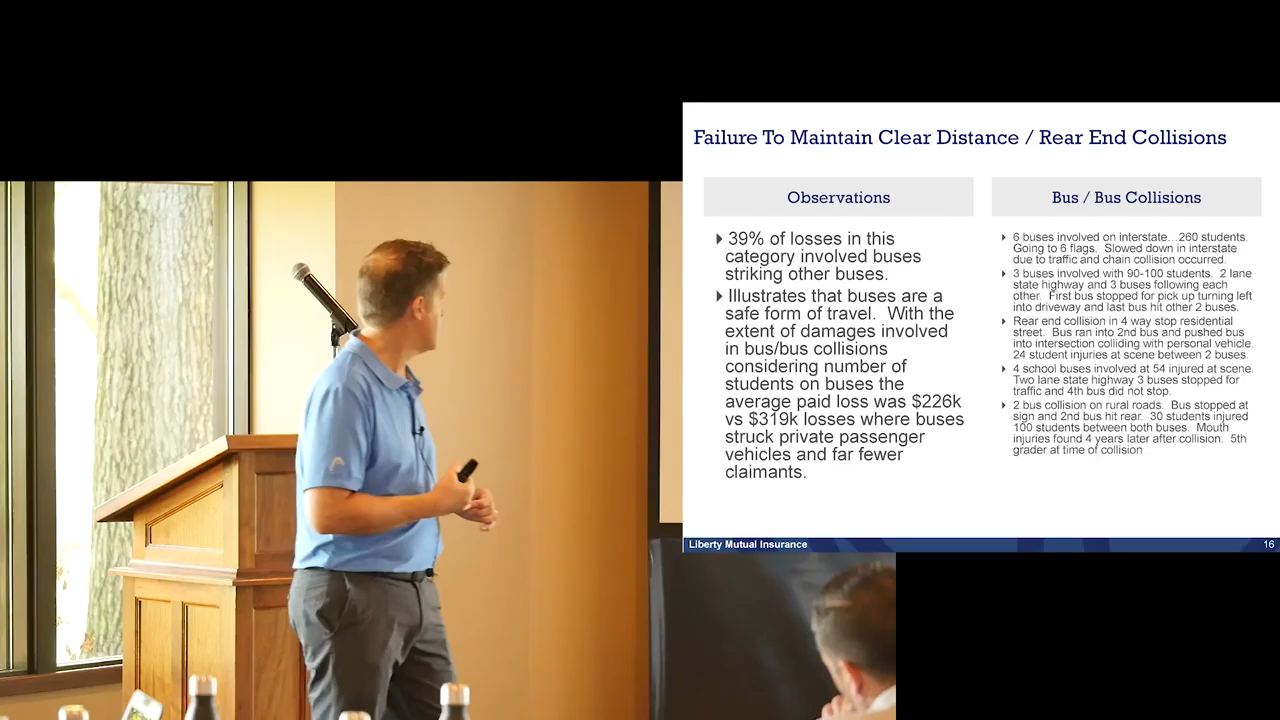 Failure To Maintain Clear Distance / Rear End Collisions
Observations
39% of losses in this
category involved buses
striking other buses.
Illustrates that buses are a
safe form of travel. With the
extent of damages involved
in bus/bus collisions
considering number of
students on buses the
average paid loss was $226k
vs $319k losses where buses
struck private passenger
vehicles and far fewer
claimants.
Bus / Bus Collisions
6 buses involved on interstate…260 students.
Going to 6 flags. Slowed down in interstate
due to traffic and chain collision occurred.
3 buses involved with 90-100 students. 2 lane
state highway and 3 buses following each
other. First bus stopped for pick up turning left
into driveway and last bus hit other 2 buses.
Rear end collision in 4 way stop residential
street. Bus ran into 2nd bus and pushed bus
into intersection colliding with personal vehicle.
24 student injuries at scene between 2 buses.
4 school buses involved at 54 injured at scene.
Two lane state highway 3 buses stopped for
traffic and 4th bus did not stop.
2 bus collision on rural roads. Bus stopped at
sign and 2nd bus hit rear. 30 students injured
100 students between both buses. Mouth
injuries found 4 years later after collision. 5th
grader at time of collision
Liberty Mutual Insurance
16